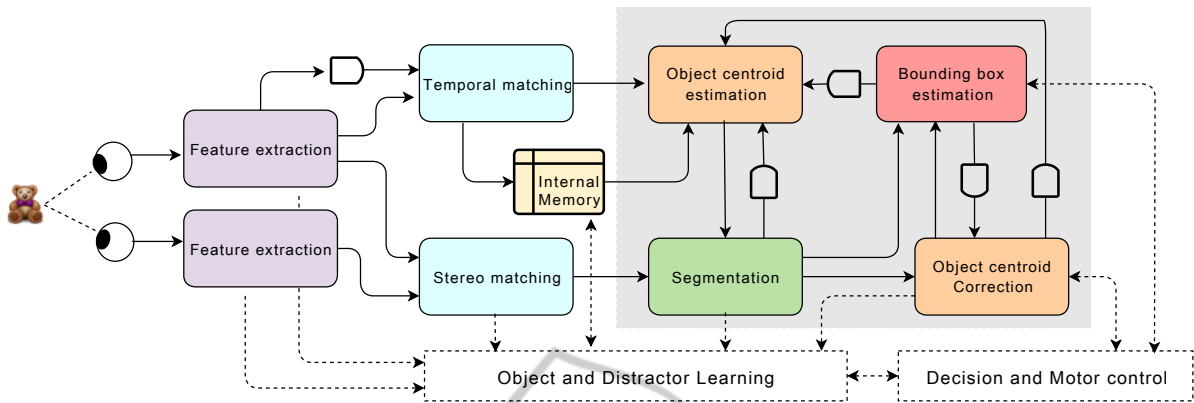 Temporal matching
Object centroid
estimation
Bounding box
estimation
Feature extraction
Internal
Memory
Feature extraction
Stereo matching
Segmentation
Object centroid
Correction
Object and Distractor Learning
Decision and Motor control